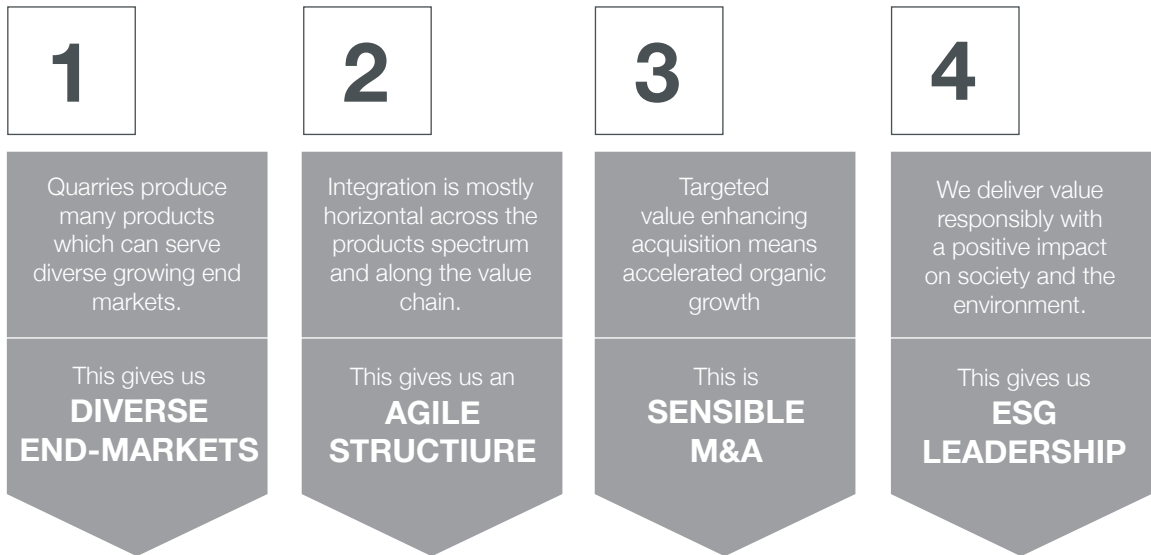 1
Quarries produce
many products
which can serve
diverse growing end
markets.
This gives us
DIVERSE
END-MARKETS
2
Integration is mostly
horizontal across the
products spectrum
and along the value
chain.
This gives us an
AGILE
STRUCTIURE
3
Targeted
value enhancing
acquisition means
accelerated organic
growth
This is
SENSIBLE
M&A
4
We deliver value
responsibly with
a positive impact
on society and the
environment.
This gives us
ESG
LEADERSHIP